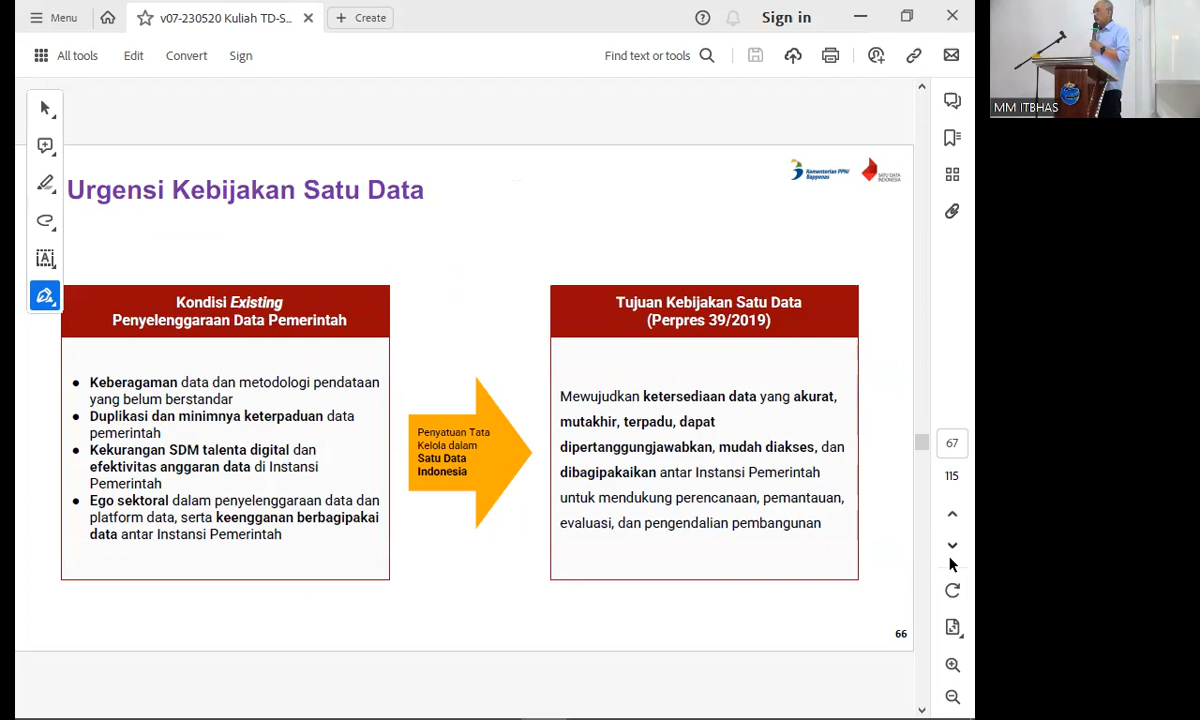 Menu
v07-230520 Kuliah TD-S...
Create
Sign in
All tools
Edit
Convert
Sign
Find text or tools
MM ITBHAS
Kementerian PPN/
Bappenas
SATU DATA
INDONESIA
Urgensi Kebijakan Satu Data
Kondisi Existing
Penyelenggaraan Data Pemerintah
● Keberagaman data dan metodologi pendataan
yang belum berstandar
● Duplikasi dan minimnya keterpaduan data
pemerintah
● Kekurangan SDM talenta digital dan
efektivitas anggaran data di Instansi
Pemerintah
● Ego sektoral dalam penyelenggaraan data dan
platform data, serta keengganan berbagipakai
data antar Instansi Pemerintah
Penyatuan Tata
Kelola dalam
Satu Data
Indonesia
Tujuan Kebijakan Satu Data
(Perpres 39/2019)
Mewujudkan ketersediaan data yang akurat,
mutakhir, terpadu, dapat
dipertanggungjawabkan, mudah diakses, dan
dibagipakaikan antar Instansi Pemerintah
untuk mendukung perencanaan, pemantauan,
evaluasi, dan pengendalian pembangunan
66
67
115